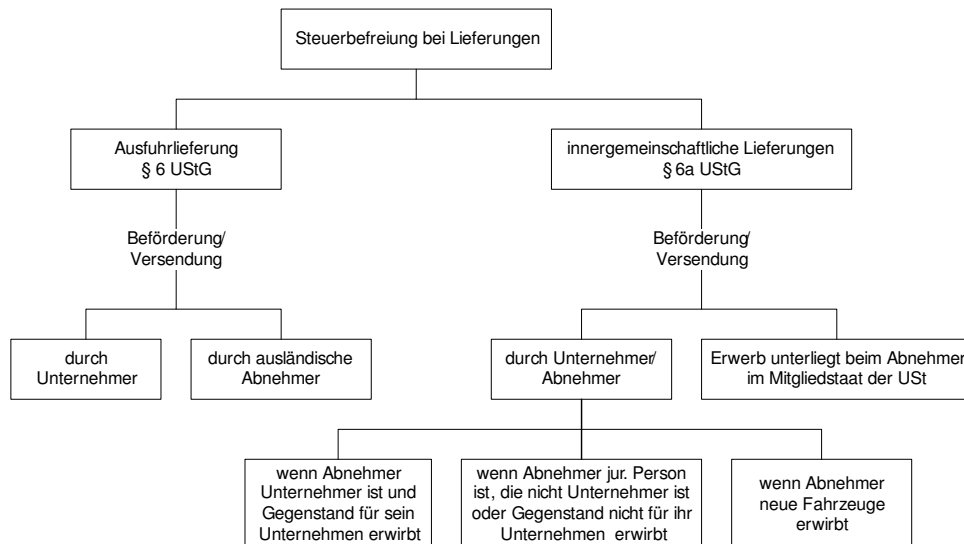 Steuerbefreiung bei Lieferungen
Ausfuhrlieferung
§ 6 UStG
innergemeinschaftliche Lieferungen
§ 6a UStG
Beförderung/
Versendung
Beförderung/
Versendung
durch
Unternehmer
durch ausländische
Abnehmer
durch Unternehmer/
Abnehmer
Erwerb unterliegt beim Abnehmer
im Mitgliedstaat der USt
wenn Abnehmer
Unternehmer ist und
Gegenstand für sein
Unternehmen erwirbt
wenn Abnehmer jur. Person
ist, die nicht Unternehmer ist
oder Gegenstand nicht für ihr
Unternehmen erwirbt
wenn Abnehmer
neue Fahrzeuge
erwirbt